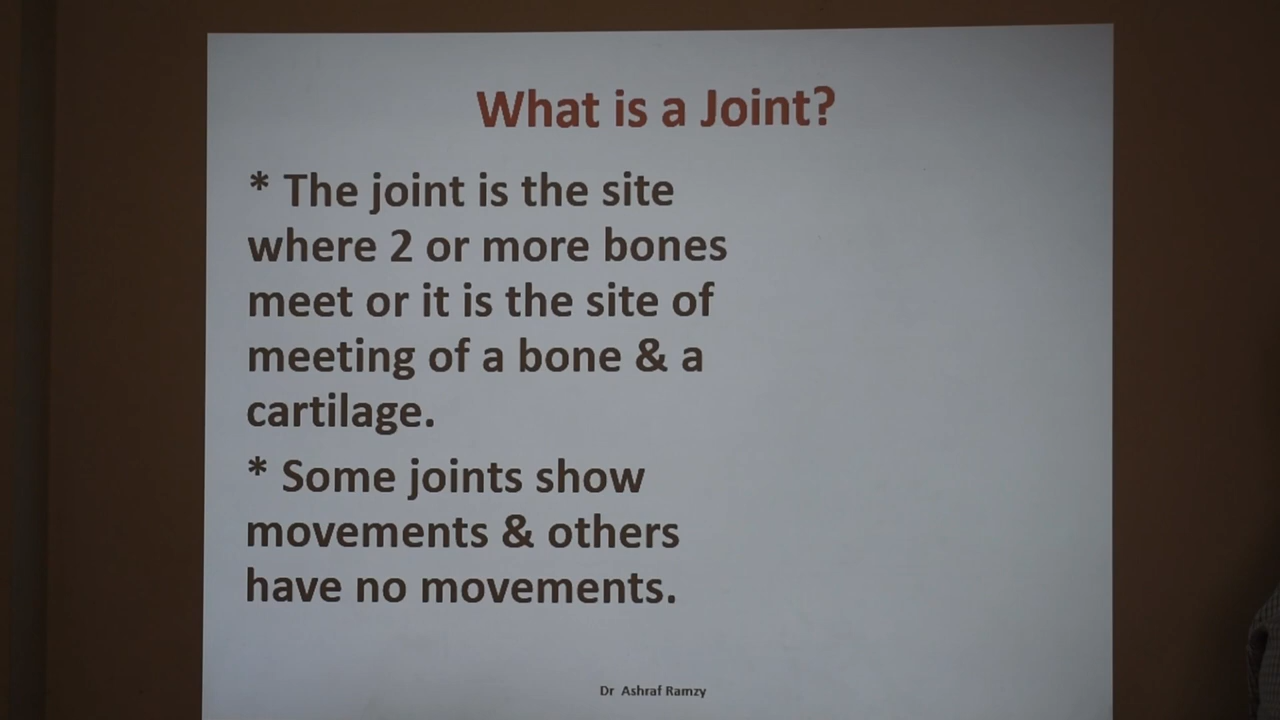 What is a Joint?
* The joint is the site
where 2 or more bones
meet or it is the site of
meeting of a bone & a
cartilage.
* Some joints show
movements & others
have no movements.
Dr Ashraf Ramzy